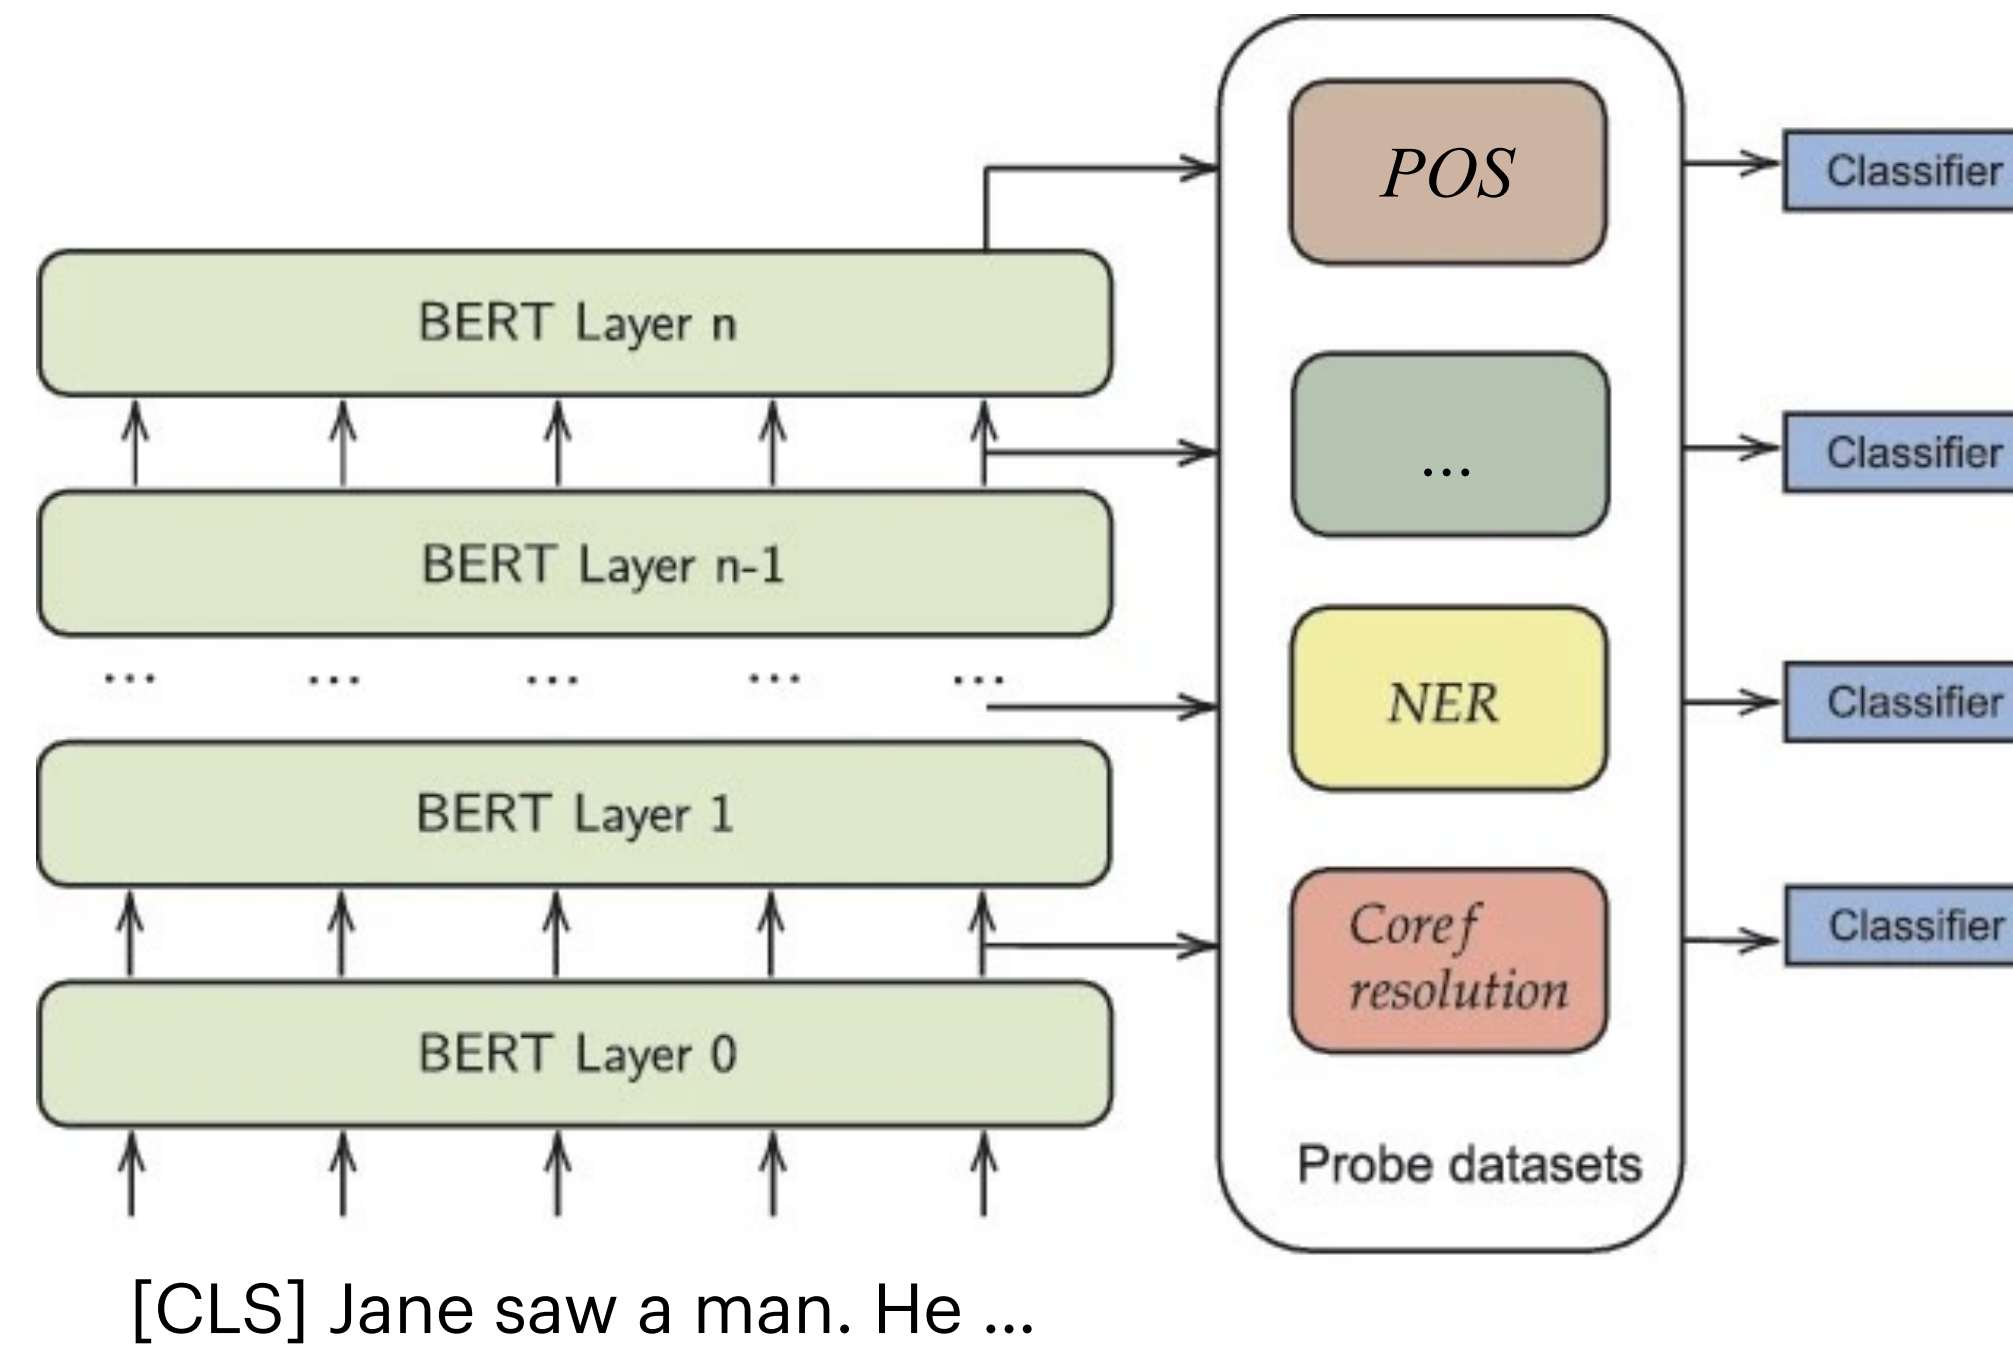 POS
Classifier
BERT Layer n
...
Classifier
BERT Layer n-1
... ... ... ... ...
NER
Classifier
BERT Layer 1
Coref
resolution
Classifier
BERT Layer 0
Probe datasets
[CLS] Jane saw a man. He ...